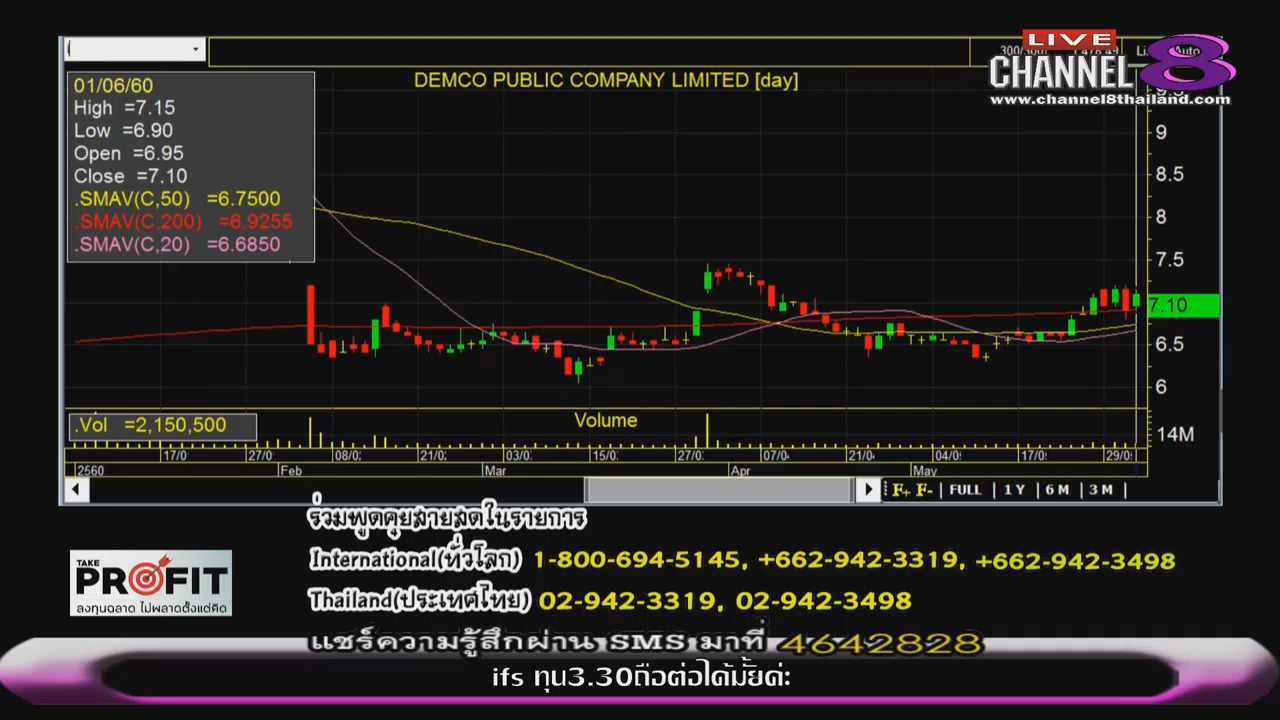 LIVE
CHANNEL 8
www.channel8thailand.com
300/300
Auto
DEMCO PUBLIC COMPANY LIMITED [day]
01/06/60
High =7.15
Low =6.90
Open =6.95
Close =7.10
.SMAV(C,50) =6.7500
.SMAV(C,200) =6.9255
.SMAV(C,20) =6.6850
9
8.5
8
7.5
7.10
6.5
6
.Vol =2,150,500
Volume
14M
17/0 27/0 08/0 21/0 03/0 15/0 27/0 07/0 21/0 04/0 17/0 29/0
2560 Feb Mar Apr May
F+ F- FULL 1 Y 6 M 3 M
ร่วมพูดคุยสายสดในรายการ
International(ทั่วโลก) 1-800-694-5145, +662-942-3319, +662-942-3498
Thailand(ประเทศไทย) 02-942-3319, 02-942-3498
แชร์ความรู้สึกผ่าน SMS มาที่ 4642828
TAKE
PROFIT
ลงทุนฉลาด ไม่พลาดตั้งแต่คิด
ifs ทุน3.30ถือต่อได้มั้ยค่ะ